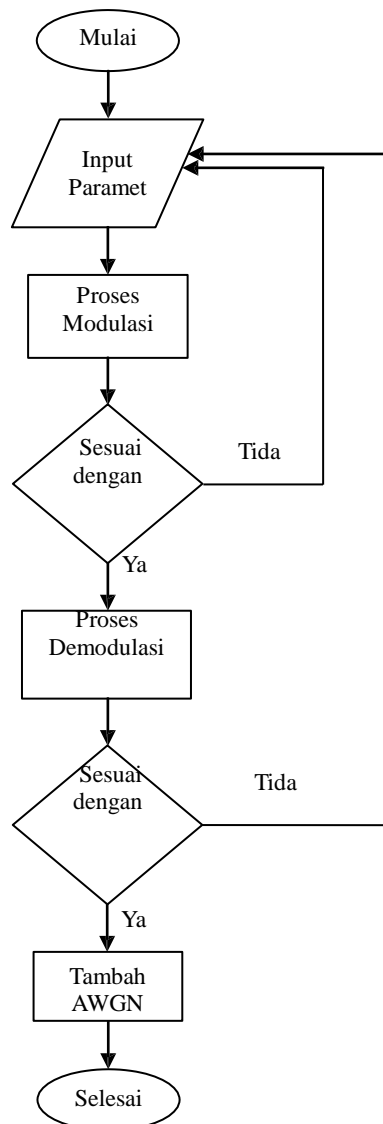 Mulai
Input
Paramet
Proses
Modulasi
Sesuai
dengan
Tida
Ya
Proses
Demodulasi
Sesuai
dengan
Tida
Ya
Tambah
AWGN
Selesai